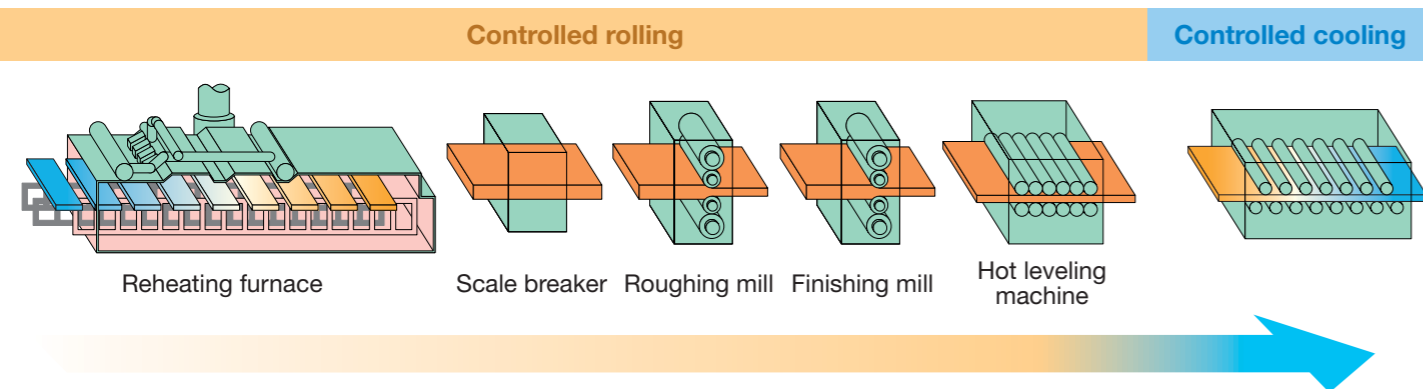 Controlled rolling
Controlled cooling
Reheating furnace
Scale breaker
Roughing mill
Finishing mill
Hot leveling
machine